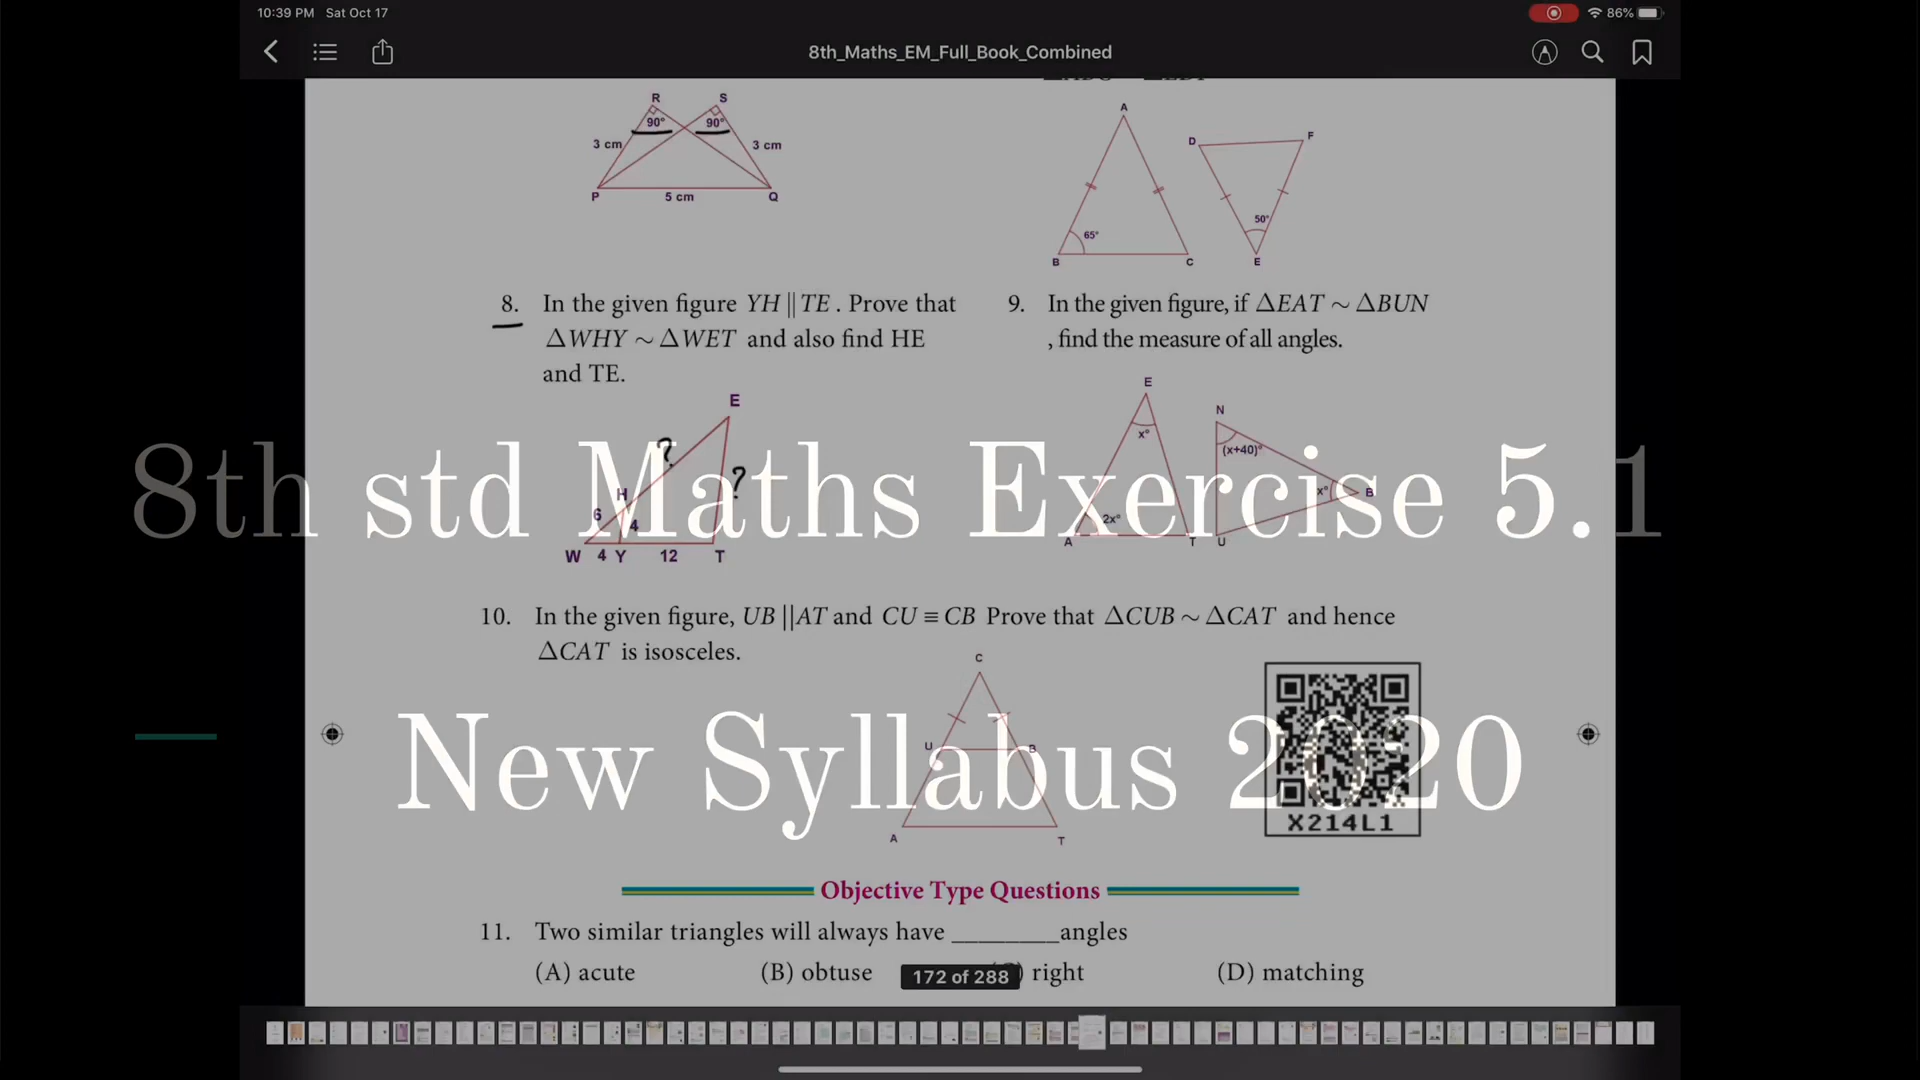 10:39 PM Sat Oct 17
86%
8th_Maths_EM_Full_Book_Combined
R S
90° 90°
3 cm 3 cm
P 5 cm Q
A
D F
65° 50°
B C E
8. In the given figure YH || TE . Prove that
ΔWHY ~ ΔWET and also find HE
and TE.
E
? ?
H
6 4
W 4 Y 12 T
9. In the given figure, if ΔEAT ~ ΔBUN
, find the measure of all angles.
E
N
x° (x+40)°
x° B
2x°
A T U
8th std Maths Exercise 5.1
10. In the given figure, UB || AT and CU ≡ CB Prove that ΔCUB ~ ΔCAT and hence
ΔCAT is isosceles.
C
U B
A T
New Syllabus 2020
X214L1
Objective Type Questions
11. Two similar triangles will always have ________angles
(A) acute (B) obtuse (C) right (D) matching
172 of 288